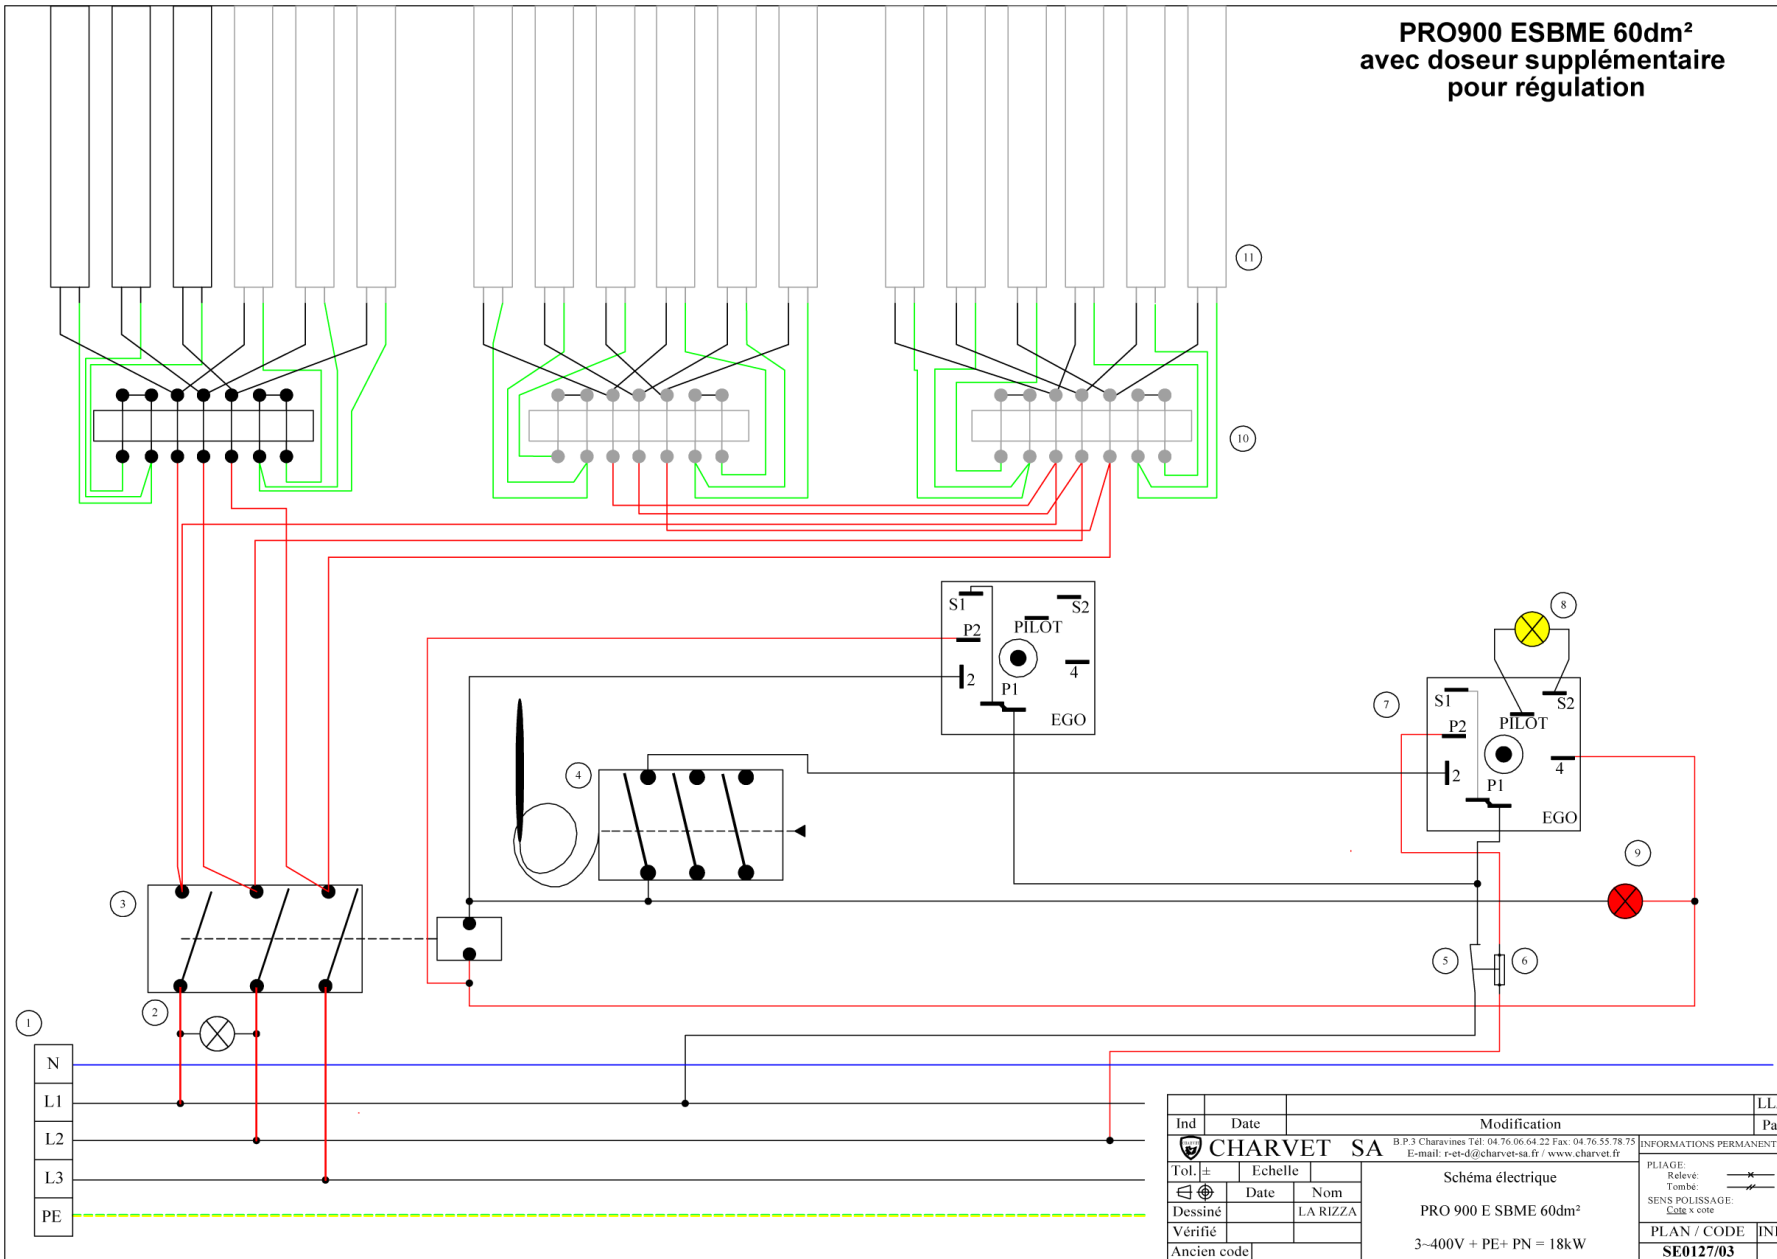 PRO900 ESBME 60dm²
avec doseur supplémentaire
pour régulation
11
10
S1
S2
P2
PILOT
2
4
P1
EGO
8
7
S1
S2
P2
PILOT
2
4
P1
EGO
4
9
3
5
6
2
1
N
L1
L2
L3
PE
Ind Date Modification
CHARVET SA
B.P.3 Charavines Tél: 04.76.06.64.22 Fax: 04.76.55.78.75
E-mail: r-et-d@charvet-sa.fr / www.charvet.fr
INFORMATIONS PERMANENT
Tol. ± Echelle
Date Nom
Dessiné LA RIZZA
Vérifié
Ancien code
Schéma électrique
PRO 900 E SBME 60dm²
3~400V + PE+ PN = 18kW
PLIAGE:
Relevé:
Tombé:
SENS POLISSAGE:
Cote x cote
PLAN / CODE
SE0127/03